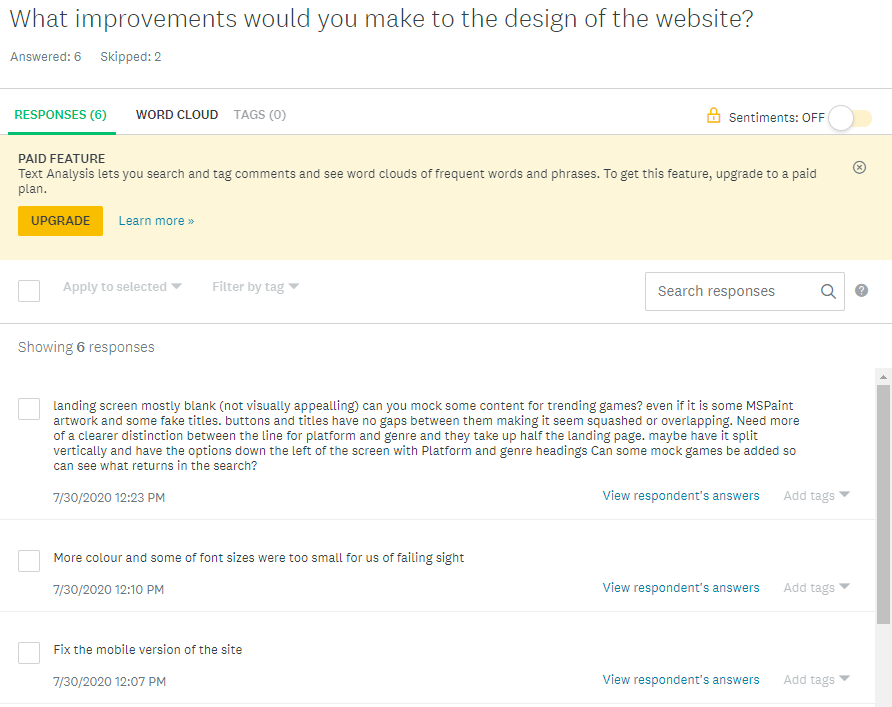 What improvements would you make to the design of the website?
Answered: 6 Skipped: 2
RESPONSES (6) WORD CLOUD TAGS (0) Sentiments: OFF
PAID FEATURE
Text Analysis lets you search and tag comments and see word clouds of frequent words and phrases. To get this feature, upgrade to a paid
plan.
UPGRADE Learn more »
Apply to selected Filter by tag Search responses ?
Showing 6 responses
landing screen mostly blank (not visually appealling) can you mock some content for trending games? even if it is some MSPaint
artwork and some fake titles. buttons and titles have no gaps between them making it seem squashed or overlapping. Need more
of a clearer distinction between the line for platform and genre and they take up half the landing page. maybe have it split
vertically and have the options down the left of the screen with Platform and genre headings Can some mock games be added so
can see what returns in the search?
7/30/2020 12:23 PM View respondent's answers Add tags
More colour and some of font sizes were too small for us of failing sight
7/30/2020 12:10 PM View respondent's answers Add tags
Fix the mobile version of the site
7/30/2020 12:07 PM View respondent's answers Add tags